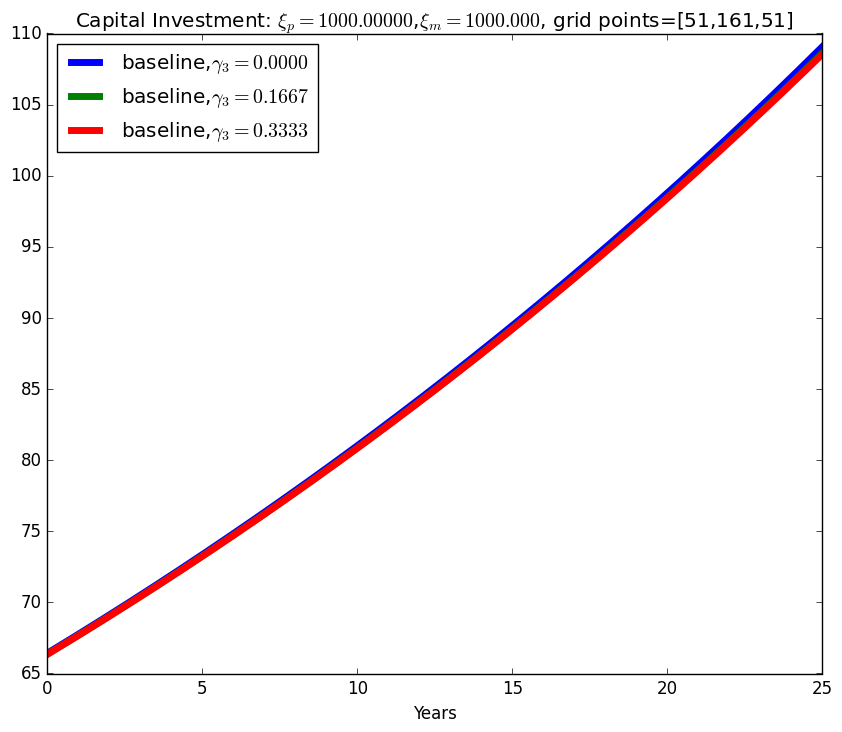 Capital Investment: ξp = 1000.00000,ξm = 1000.000, grid points=[51,161,51]
110
baseline,γ3 = 0.0000
baseline,γ3 = 0.1667
baseline,γ3 = 0.3333
105
100
95
90
85
80
75
70
65
0 5 10 15 20 25
Years